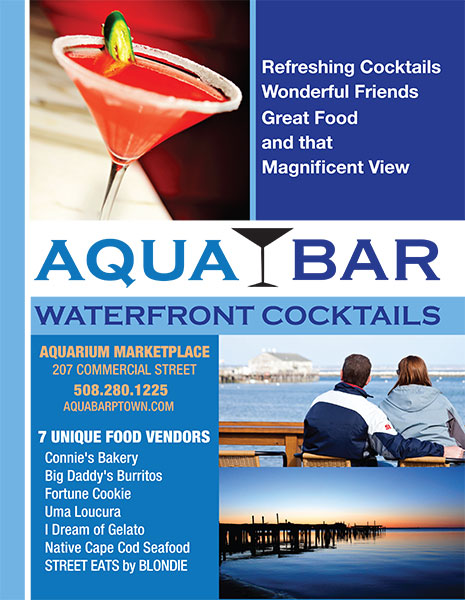 Refreshing Cocktails
Wonderful Friends
Great Food
and that
Magnificent View
AQUA BAR
WATERFRONT COCKTAILS
AQUARIUM MARKETPLACE
207 COMMERCIAL STREET
508.280.1225
AQUABARPTOWN.COM
7 UNIQUE FOOD VENDORS
Connie's Bakery
Big Daddy's Burritos
Fortune Cookie
Uma Loucura
I Dream of Gelato
Native Cape Cod Seafood
STREET EATS by BLONDIE